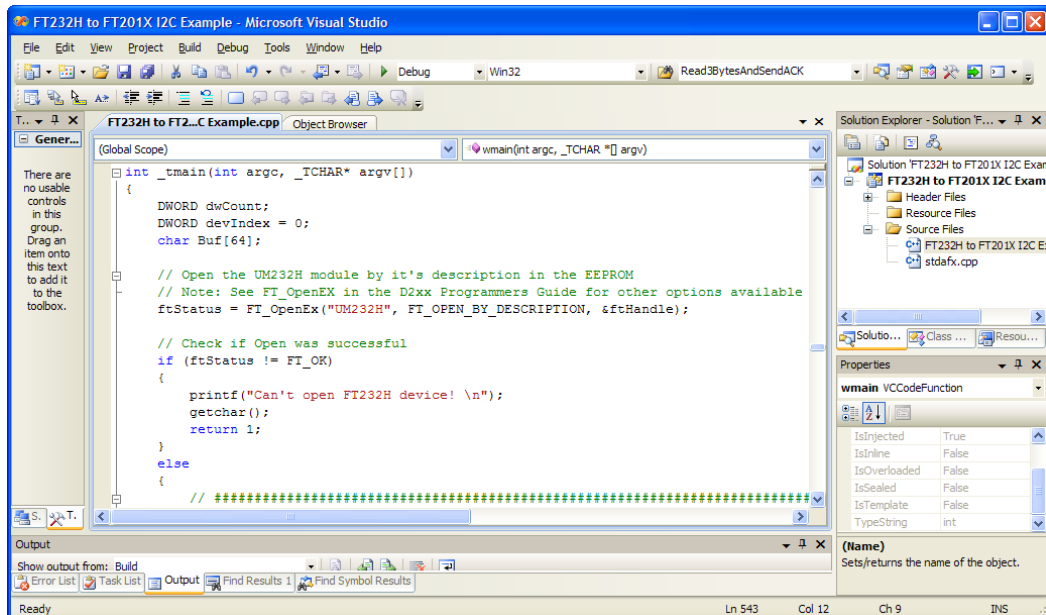 FT232H to FT201X I2C Example - Microsoft Visual Studio
File Edit View Project Build Debug Tools Window Help
Debug Win32 Read3BytesAndSendACK
T...
FT232H to FT2...C Example.cpp Object Browser
Solution Explorer - Solution 'F...
Gener...
(Global Scope) wmain(int argc, _TCHAR *[] argv)
There are
no usable
controls
in this
group.
Drag an
item onto
this text
to add it
to the
toolbox.
int _tmain(int argc, _TCHAR* argv[])
{
DWORD dwCount;
DWORD devIndex = 0;
char Buf[64];
// Open the UM232H module by it's description in the EEPROM
// Note: See FT_OpenEX in the D2xx Programmers Guide for other options available
ftStatus = FT_OpenEx("UM232H", FT_OPEN_BY_DESCRIPTION, &ftHandle);
// Check if Open was successful
if (ftStatus != FT_OK)
{
printf("Can't open FT232H device! \n");
getchar();
return 1;
}
else
{
// ##########################################################################
Solution 'FT232H to FT201X I2C Exam
FT232H to FT201X I2C Exam
Header Files
Resource Files
Source Files
FT232H to FT201X I2C E
stdafx.cpp
Solutio... Class ... Resou...
Properties
wmain VCCodeFunction
IsInjected True
IsInline False
IsOverloaded False
IsSealed False
IsTemplate False
TypeString int
(Name)
Sets/returns the name of the object.
S. T.
Output
Show output from: Build
Error List Task List Output Find Results 1 Find Symbol Results
Ready Ln 543 Col 12 Ch 9 INS